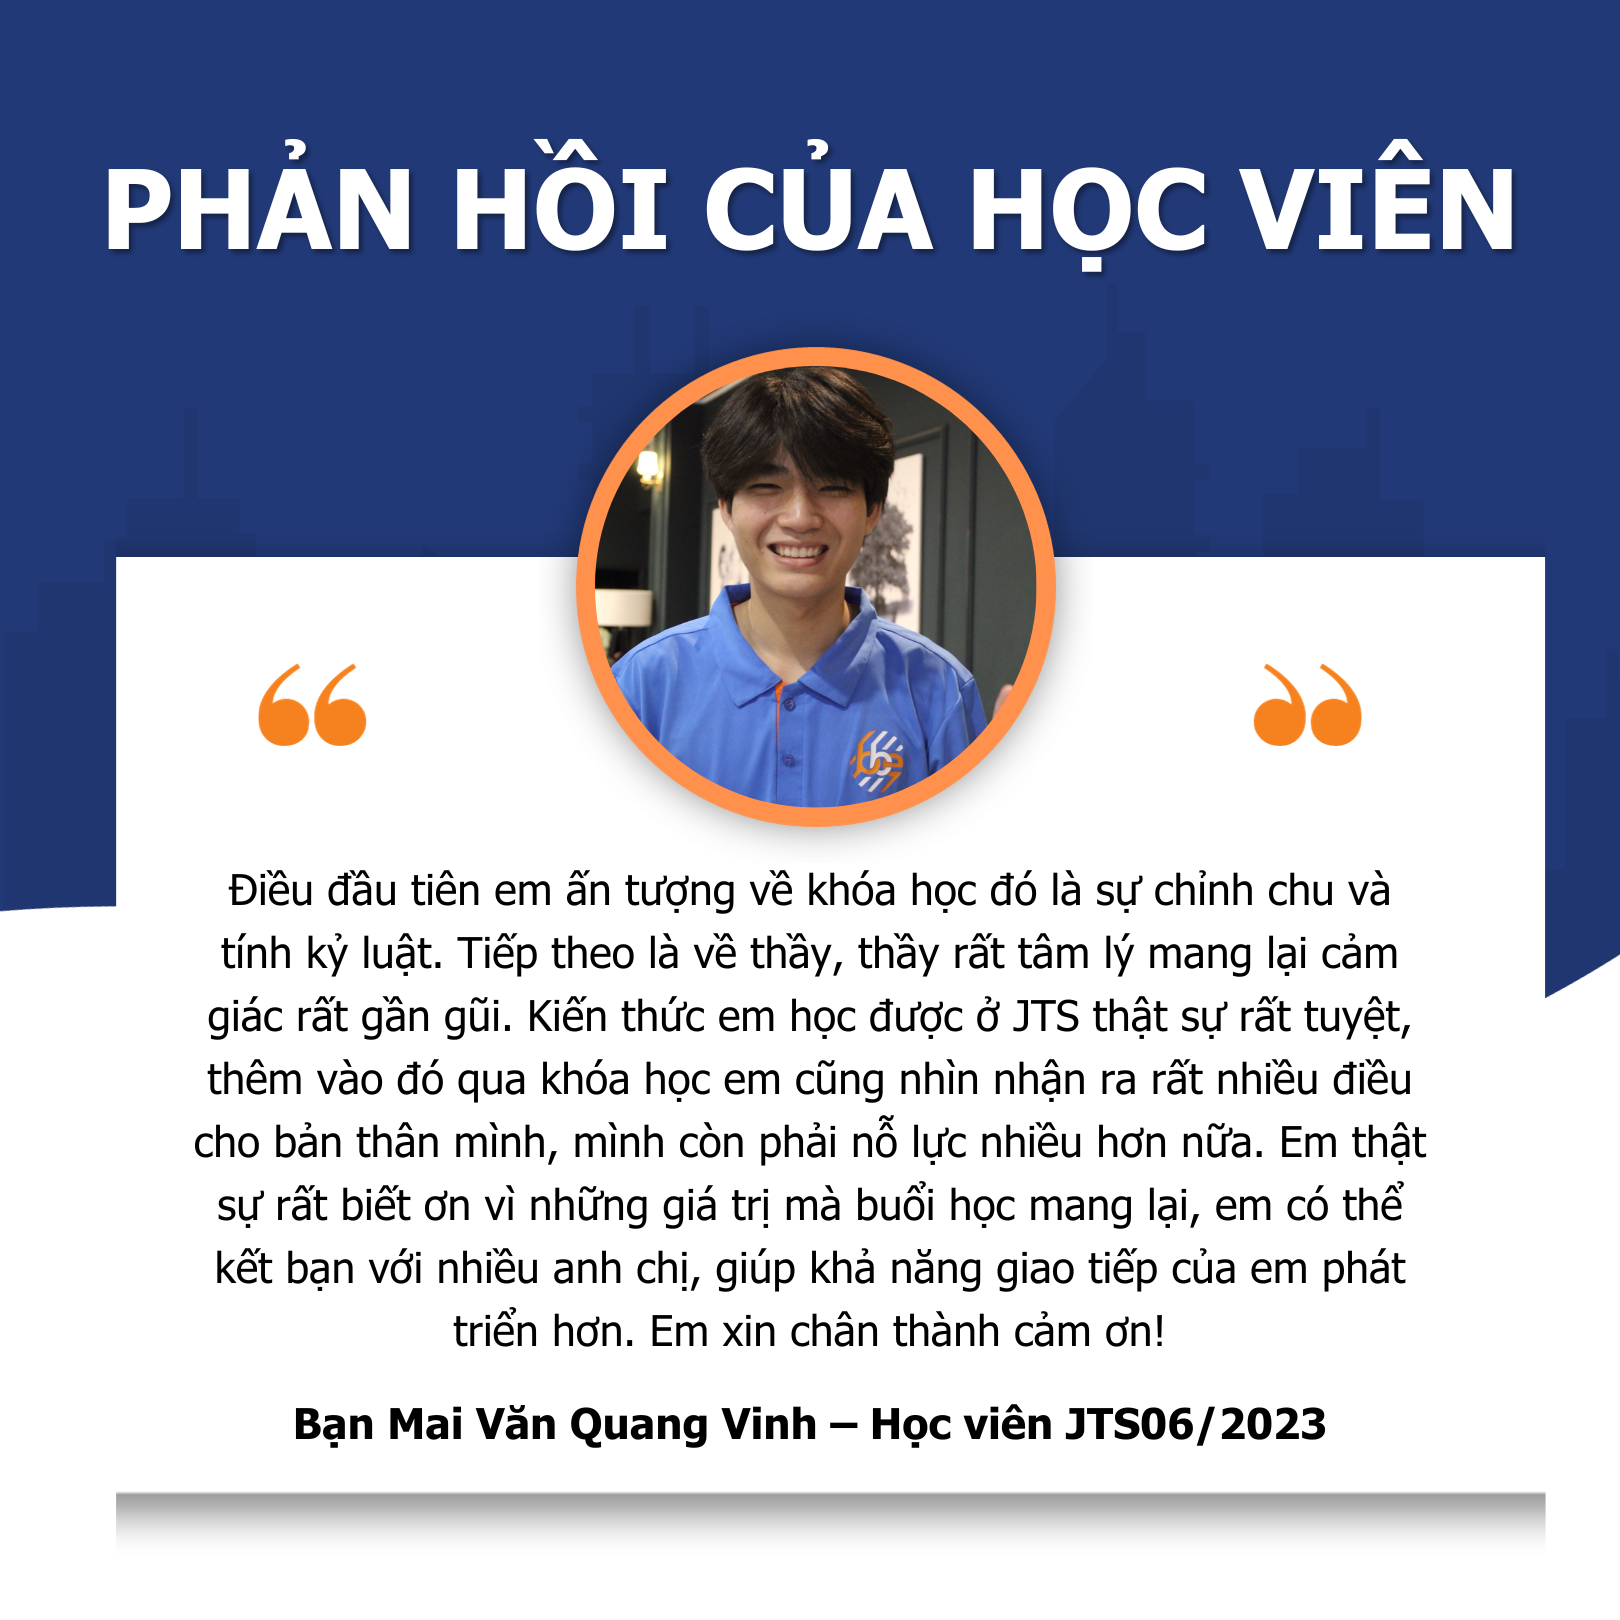 PHẢN HỒI CỦA HỌC VIÊN
Điều đầu tiên em ấn tượng về khóa học đó là sự chỉnh chu và
tính kỷ luật. Tiếp theo là về thầy, thầy rất tâm lý mang lại cảm
giác rất gần gũi. Kiến thức em học được ở JTS thật sự rất tuyệt,
thêm vào đó qua khóa học em cũng nhìn nhận ra rất nhiều điều
cho bản thân mình, mình còn phải nỗ lực nhiều hơn nữa. Em thật
sự rất biết ơn vì những giá trị mà buổi học mang lại, em có thể
kết bạn với nhiều anh chị, giúp khả năng giao tiếp của em phát
triển hơn. Em xin chân thành cảm ơn!
Bạn Mai Văn Quang Vinh – Học viên JTS06/2023